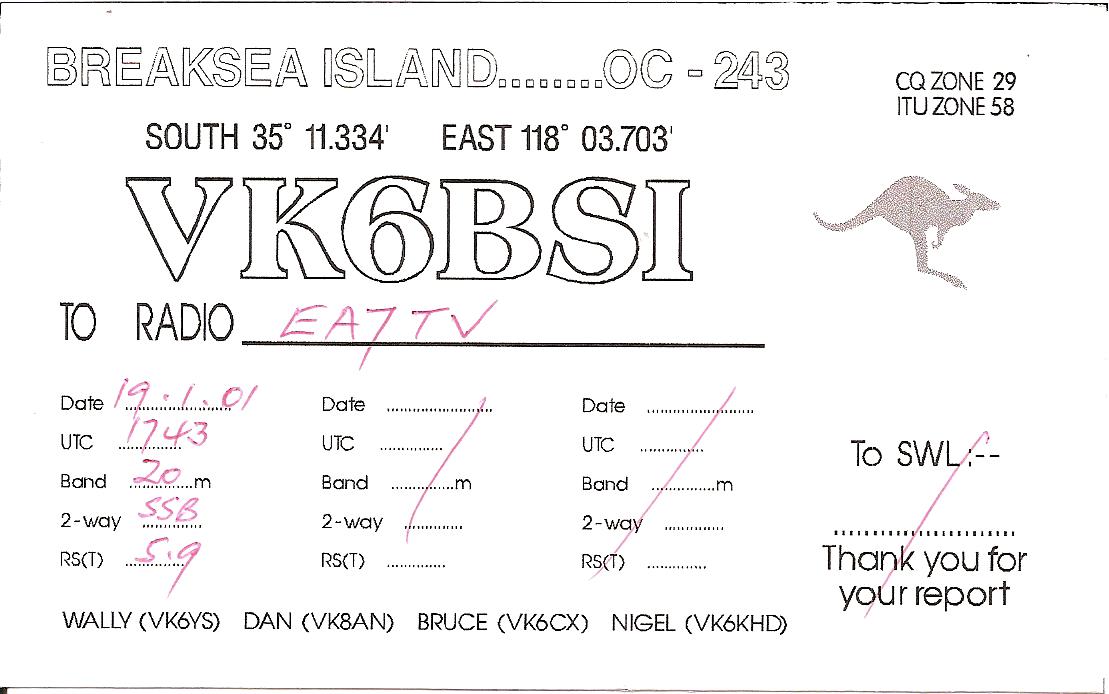 BREAKSEA ISLAND........OC - 243
CQ ZONE 29
ITU ZONE 58
SOUTH 35° 11.334' EAST 118° 03.703'
VK6BSI
TO RADIO EA7TV
Date 19.1.01 Date .................... Date ....................
UTC 1743 UTC ............ UTC ............
Band 20 m Band ............m Band ............m
2-way SSB 2-way ............ 2-way ............
RS(T) 5.9 RS(T) ............ RS(T) ............
To SWL :--
Thank you for
your report
WALLY (VK6YS) DAN (VK8AN) BRUCE (VK6CX) NIGEL (VK6KHD)